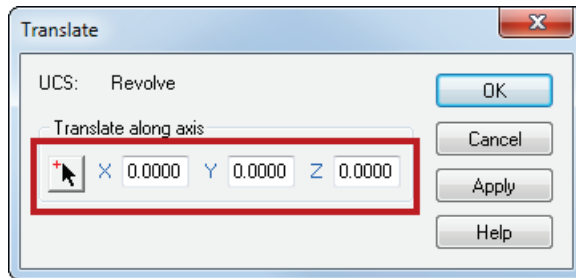 Translate
UCS: Revolve
OK
Translate along axis
Cancel
X 0.0000 Y 0.0000 Z 0.0000
Apply
Help